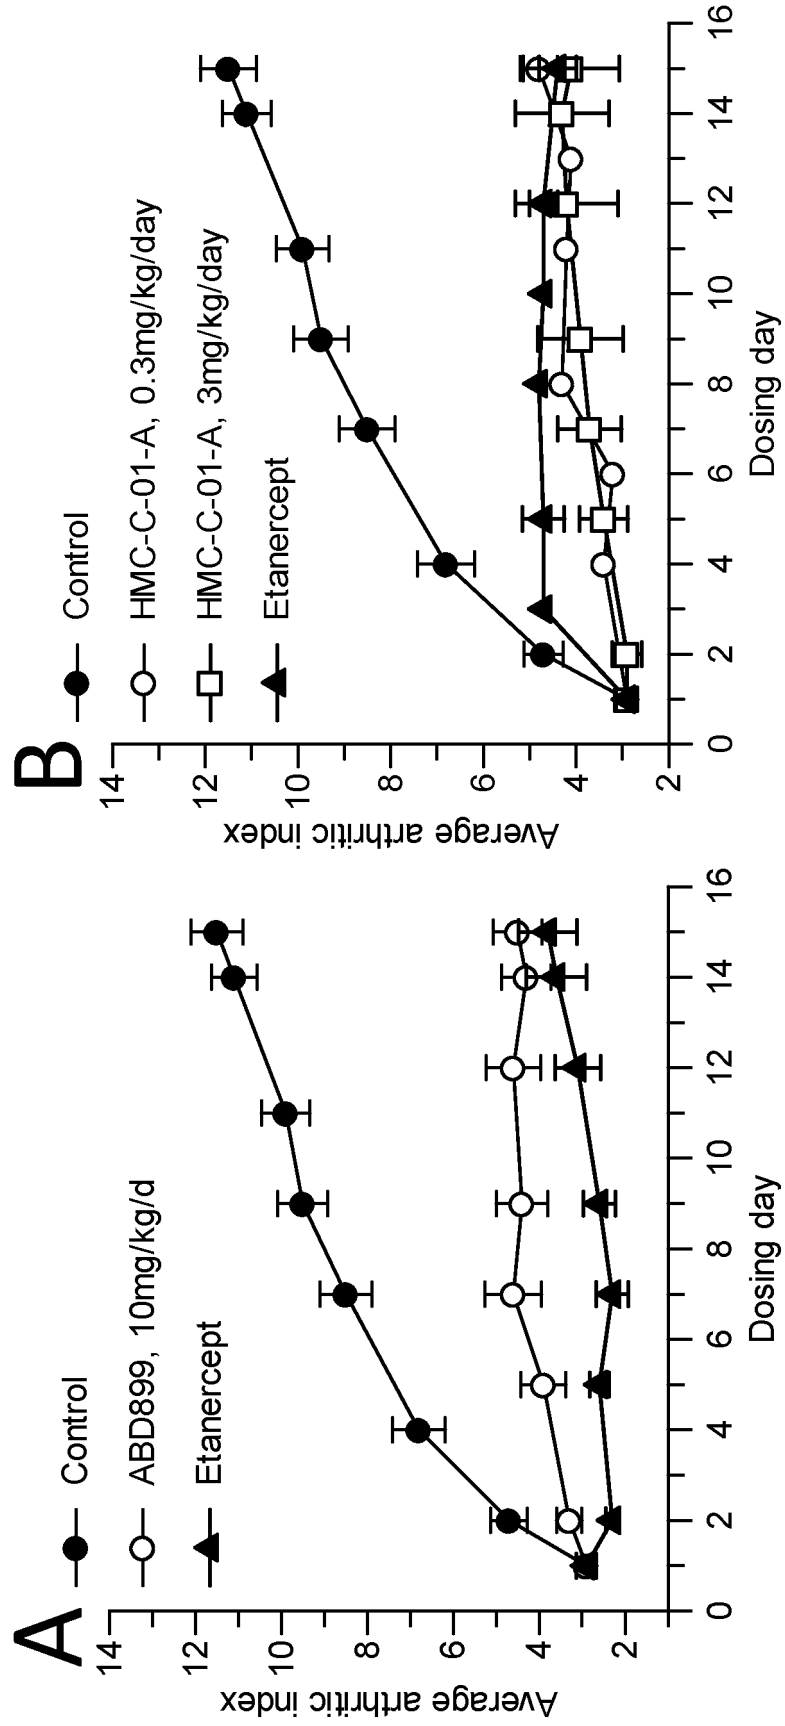 A
Control
ABD899, 10mg/kg/d
Etanercept
Average arthritic index
14
12
10
8
6
4
2
0 2 4 6 8 10 12 14 16
Dosing day
B
Control
HMC-C-01-A, 0.3mg/kg/day
HMC-C-01-A, 3mg/kg/day
Etanercept
Average arthritic index
14
12
10
8
6
4
2
0 2 4 6 8 10 12 14 16
Dosing day